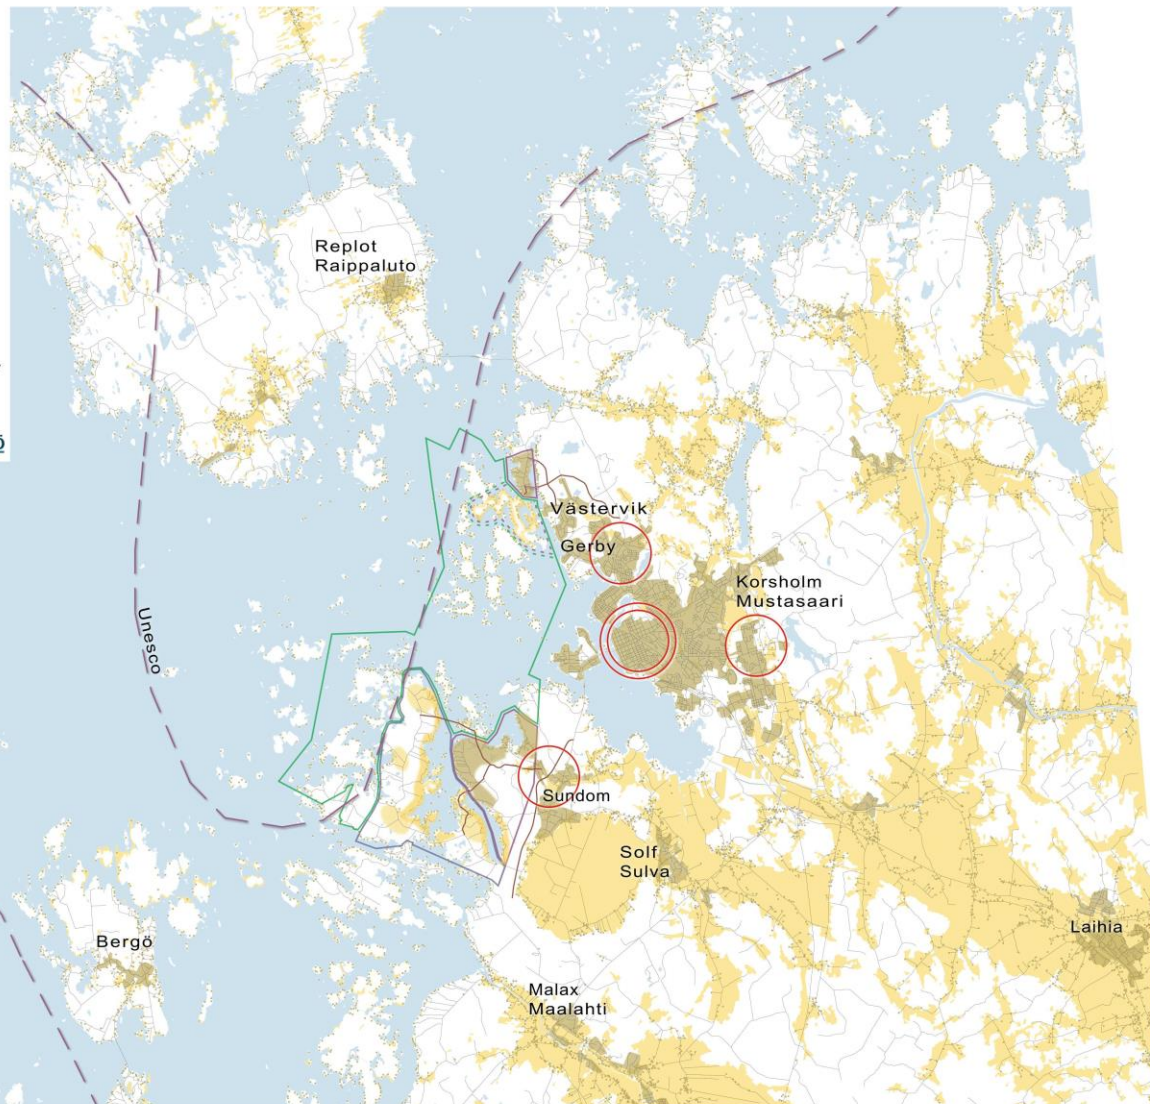 Replot
Raippaluto
Västervik
Gerby
Korsholm
Mustasaari
Unesco
Sundom
Solf
Sulva
Laihia
Bergö
Malax
Maalahti